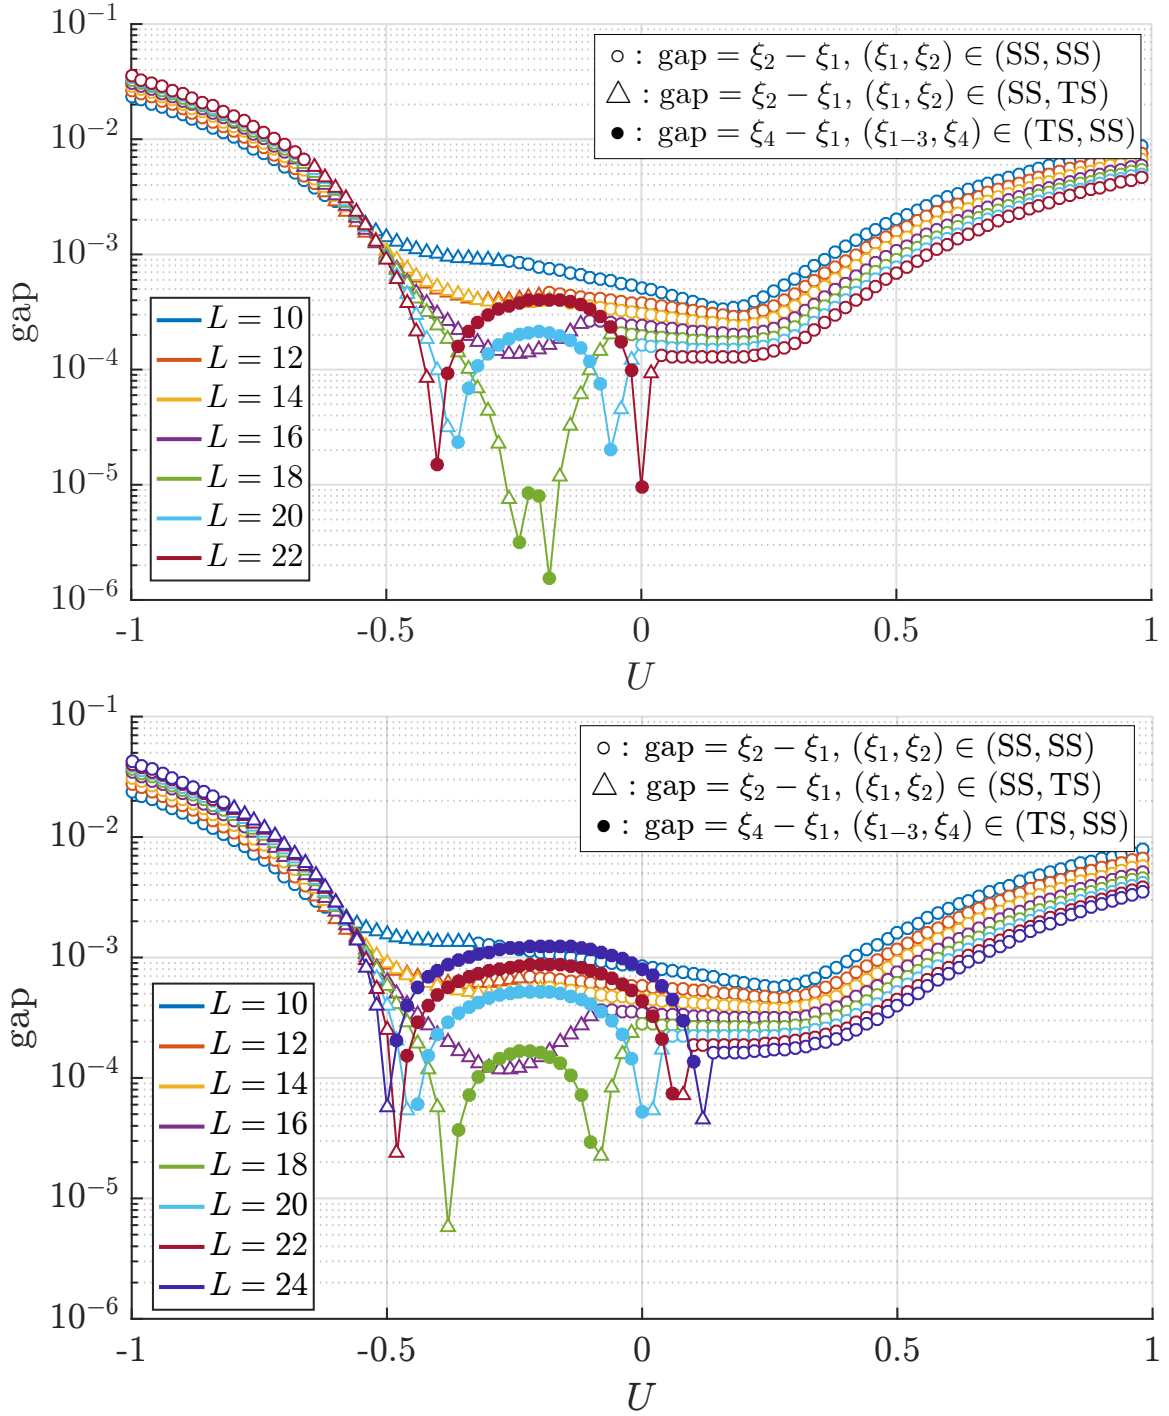 10⁻¹
10⁻²
10⁻³
10⁻⁴
10⁻⁵
10⁻⁶
gap
○ : gap = ξ₂ − ξ₁, (ξ₁, ξ₂) ∈ (SS, SS)
△ : gap = ξ₂ − ξ₁, (ξ₁, ξ₂) ∈ (SS, TS)
● : gap = ξ₄ − ξ₁, (ξ₁₋₃, ξ₄) ∈ (TS, SS)
L = 10
L = 12
L = 14
L = 16
L = 18
L = 20
L = 22
-1 -0.5 0 0.5 1
U
10⁻¹
10⁻²
10⁻³
10⁻⁴
10⁻⁵
10⁻⁶
gap
○ : gap = ξ₂ − ξ₁, (ξ₁, ξ₂) ∈ (SS, SS)
△ : gap = ξ₂ − ξ₁, (ξ₁, ξ₂) ∈ (SS, TS)
● : gap = ξ₄ − ξ₁, (ξ₁₋₃, ξ₄) ∈ (TS, SS)
L = 10
L = 12
L = 14
L = 16
L = 18
L = 20
L = 22
L = 24
-1 -0.5 0 0.5 1
U